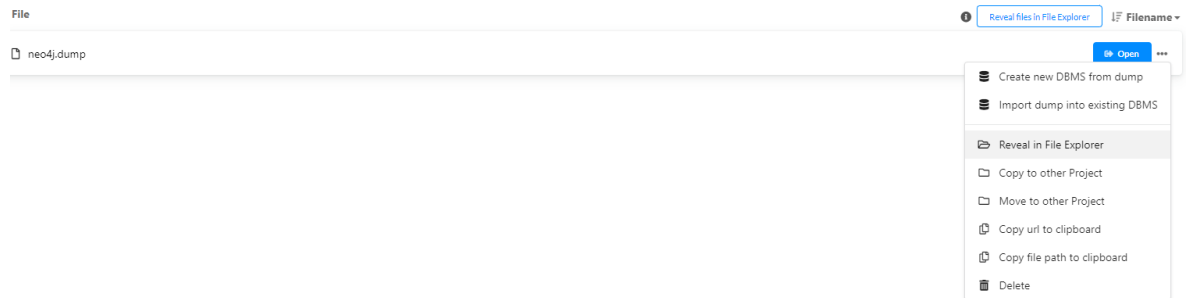 File
Reveal files in File Explorer
Filename
neo4j.dump
Open
Create new DBMS from dump
Import dump into existing DBMS
Reveal in File Explorer
Copy to other Project
Move to other Project
Copy url to clipboard
Copy file path to clipboard
Delete